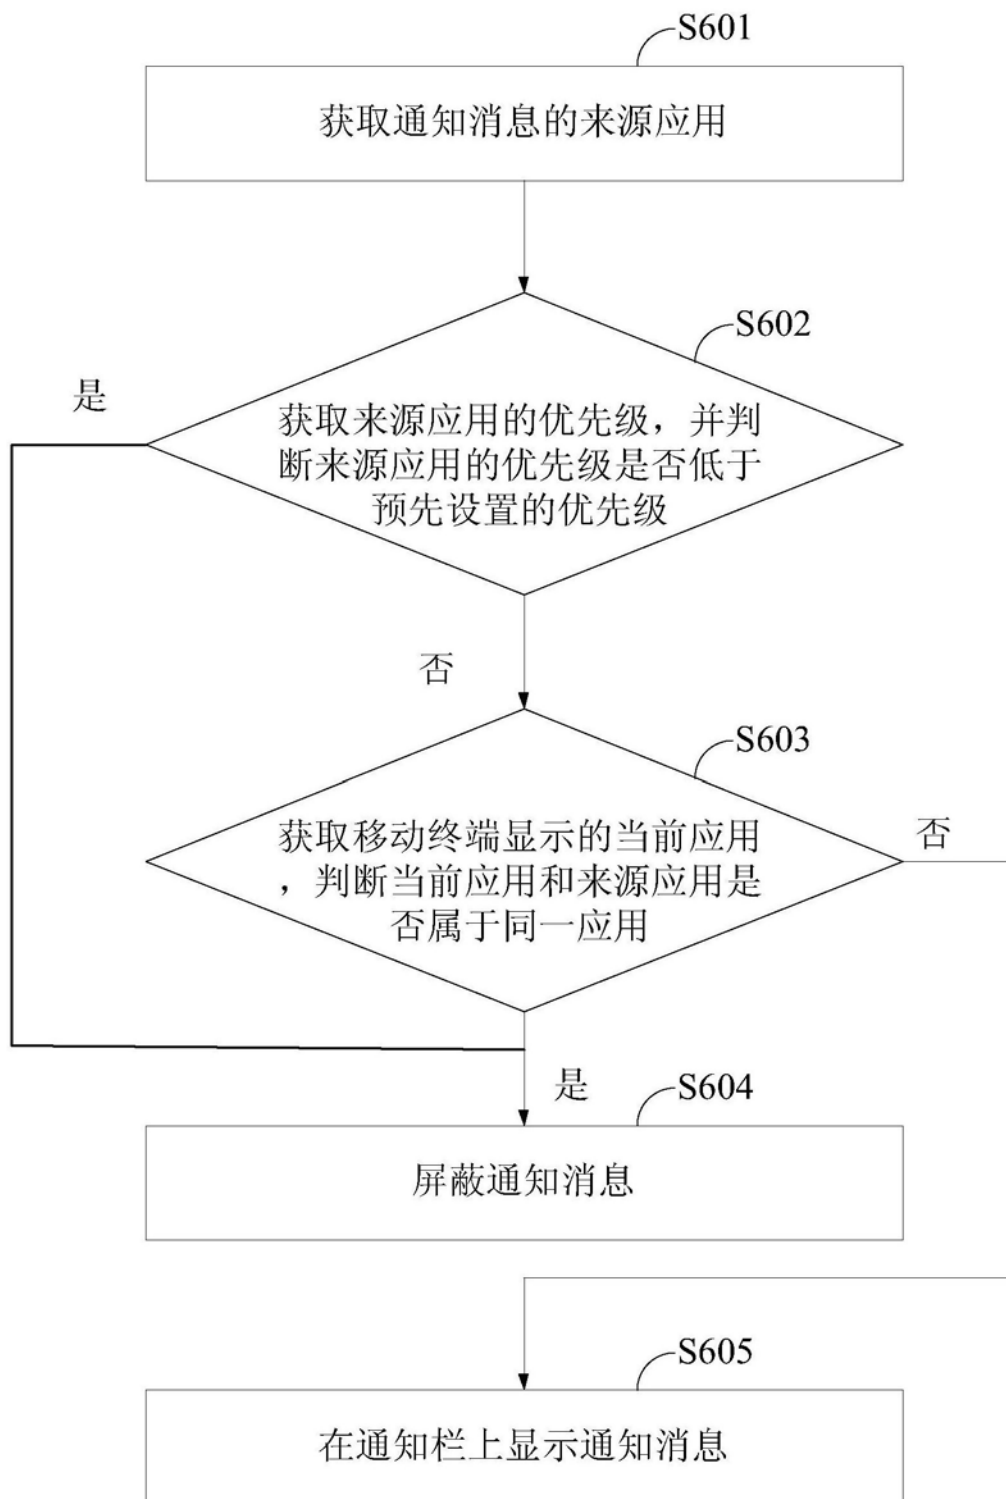 S601
获取通知消息的来源应用
S602
是
获取来源应用的优先级，并判
断来源应用的优先级是否低于
预先设置的优先级
否
S603
获取移动终端显示的当前应用
，判断当前应用和来源应用是
否属于同一应用
否
是
S604
屏蔽通知消息
S605
在通知栏上显示通知消息